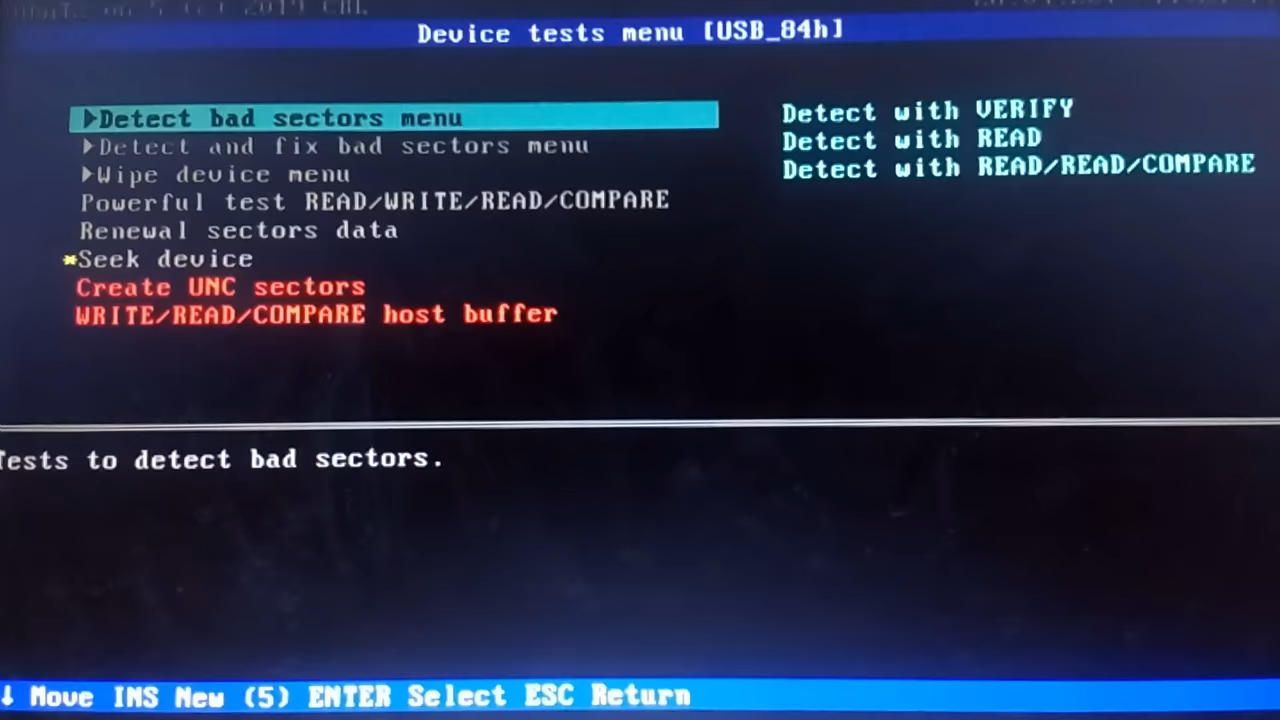 Device tests menu [USB_84h]
▶Detect bad sectors menu
▶Detect and fix bad sectors menu
▶Wipe device menu
Powerful test READ/WRITE/READ/COMPARE
Renewal sectors data
*Seek device
Create UNC sectors
WRITE/READ/COMPARE host buffer
Detect with VERIFY
Detect with READ
Detect with READ/READ/COMPARE
Tests to detect bad sectors.
↓ Move INS New (5) ENTER Select ESC Return